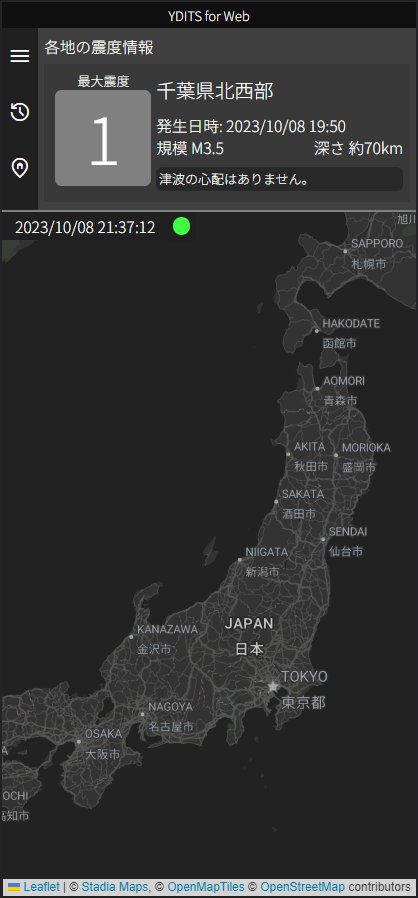 YDITS for Web
各地の震度情報
最大震度
1
千葉県北西部
発生日時: 2023/10/08 19:50
規模 M3.5 深さ 約70km
津波の心配はありません。
2023/10/08 21:37:12
旭川
SAPPORO
札幌市
HAKODATE
函館市
AOMORI
青森市
AKITA
秋田市
MORIOKA
盛岡市
SAKATA
酒田市
SENDAI
仙台市
NIIGATA
新潟市
JAPAN
日本
KANAZAWA
金沢市
TOKYO
東京都
NAGOYA
名古屋市
OSAKA
大阪市
A
OCHI
高知市
Leaflet | © Stadia Maps, © OpenMapTiles © OpenStreetMap contributors